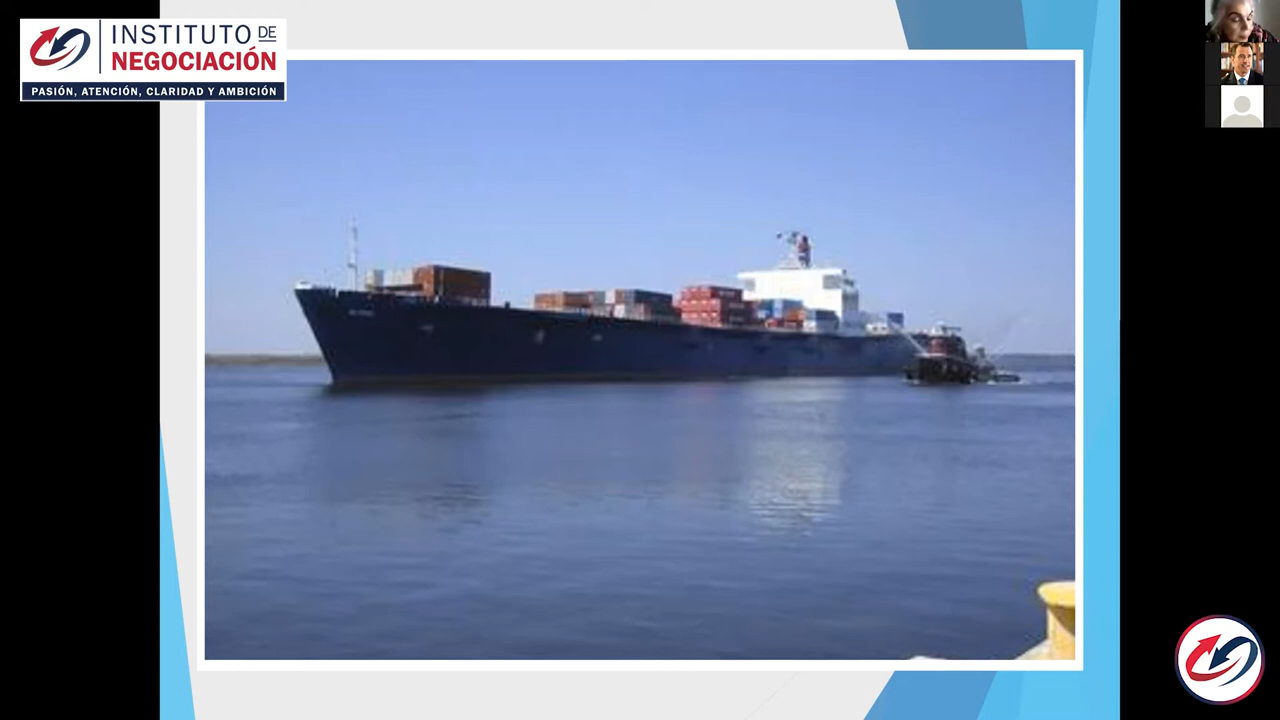 INSTITUTO DE
NEGOCIACIÓN
PASIÓN, ATENCIÓN, CLARIDAD Y AMBICIÓN